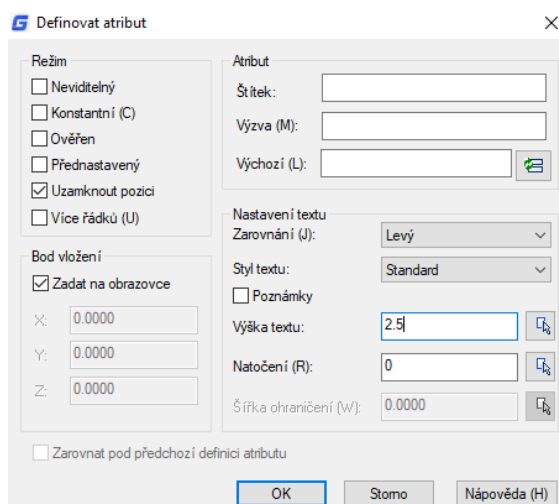 Definovat atribut
Režim
Neviditelný
Konstantní (C)
Ověřen
Přednastavený
Uzamknout pozici
Více řádků (U)
Bod vložení
Zadat na obrazovce
X:
0.0000
Y:
0.0000
Z:
0.0000
Atribut
Štítek:
Výzva (M):
Výchozí (L):
Nastavení textu
Zarovnání (J):
Levý
Styl textu:
Standard
Poznámky
Výška textu:
2.5
Natočení (R):
0
Šířka ohraničení (W):
0.0000
Zarovnat pod předchozí definici atributu
OK
Storno
Nápověda (H)